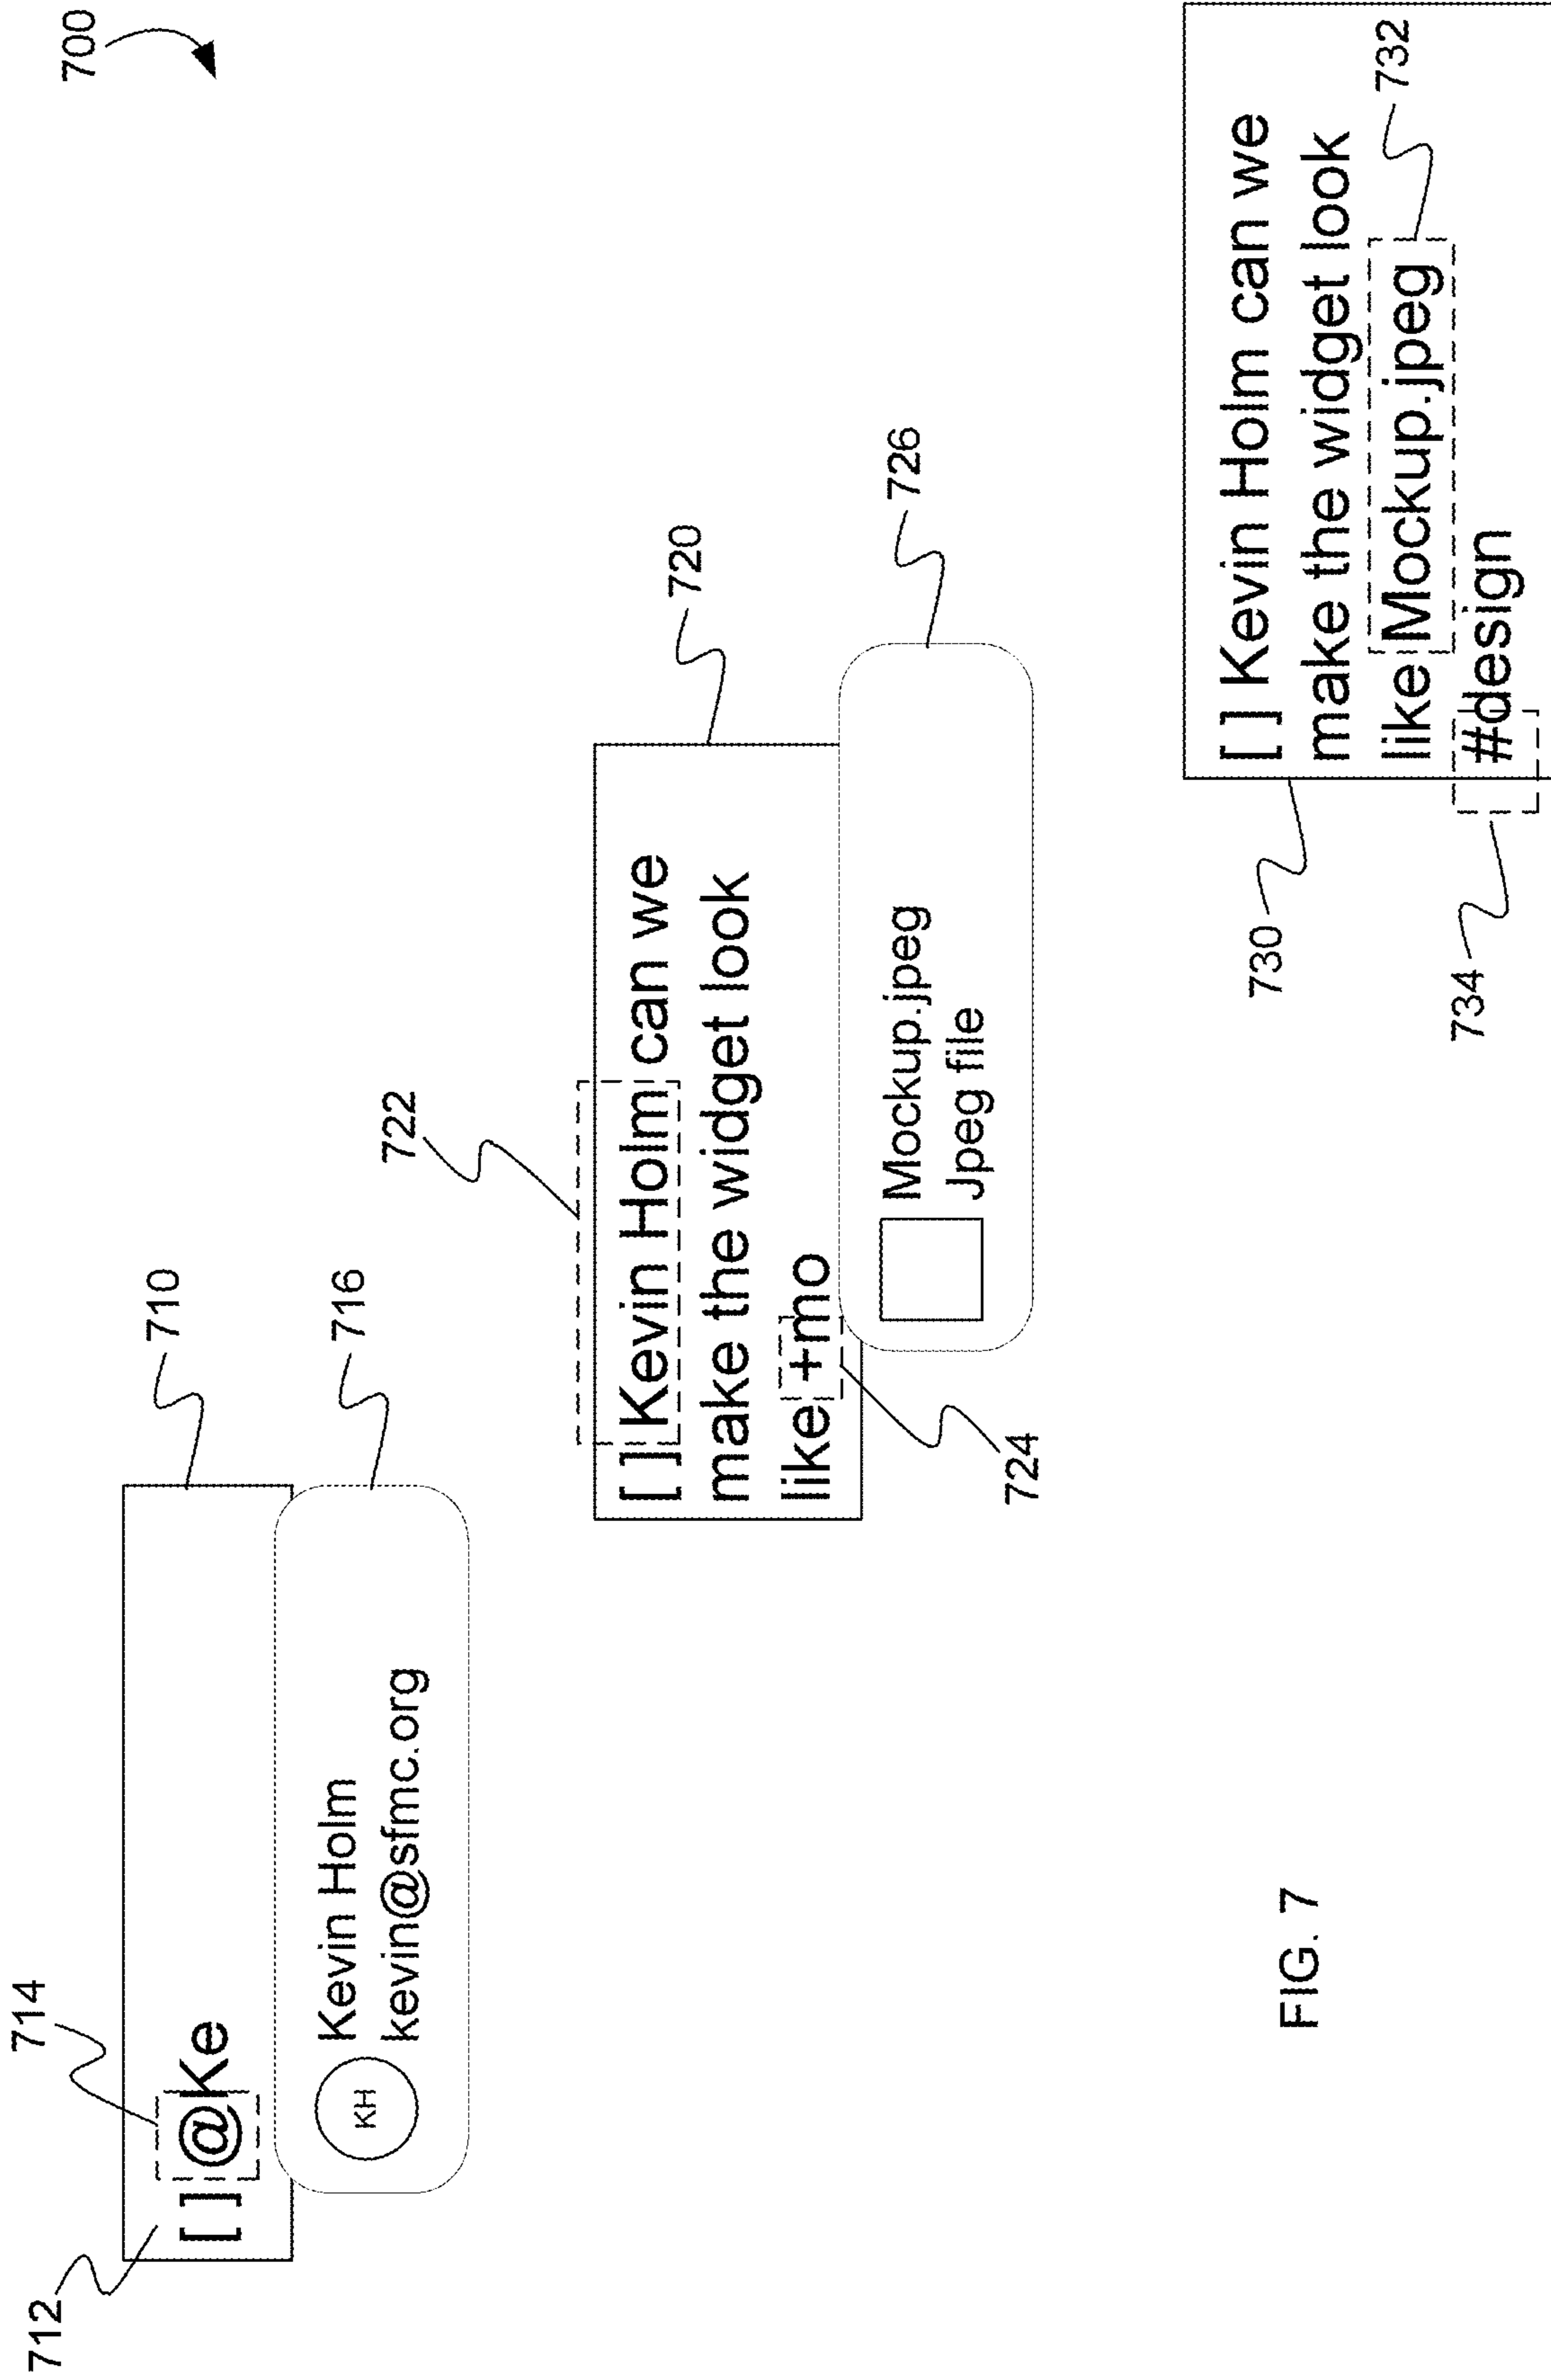 700
712
714
710
[ ] @Ke
716
KH
Kevin Holm
kevin@sfmc.org
722
720
[ ] Kevin Holm can we
make the widget look
like +mo
724
726
Mockup.jpeg
Jpeg file
730
[ ] Kevin Holm can we
make the widget look
like Mockup.jpeg
#design
732
734
FIG. 7